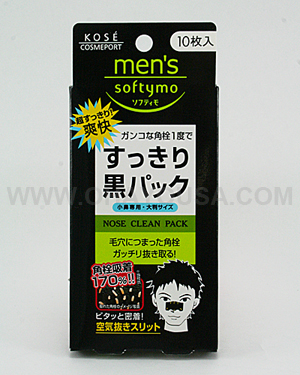 KOSÉ
COSMEPORT
10枚入
men's
softymo
ソフティモ
超すっきり!
爽快
ガンコな角栓1度で
すっきり
黒パック
小鼻専用・大判サイズ
NOSE CLEAN PACK
毛穴につまった角栓
ガッチリ抜き取る!
角栓吸着
170%!!
ピタッと密着!
空気抜きスリット